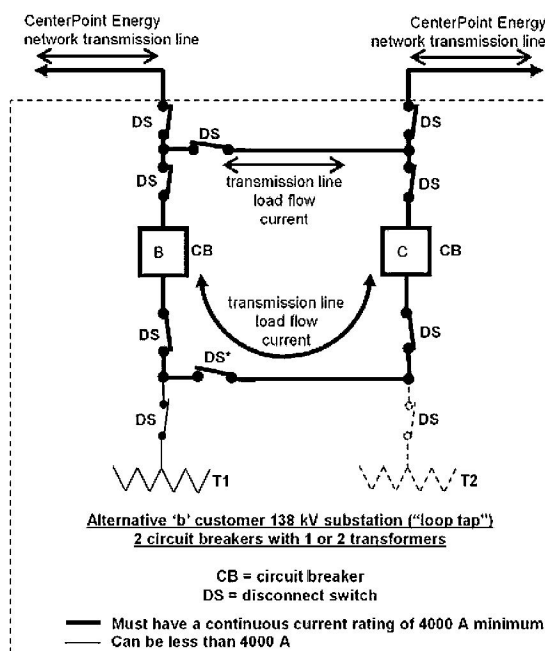 CenterPoint Energy
network transmission line
CenterPoint Energy
network transmission line
DS
DS
DS
DS
DS
transmission line
load flow
current
B
CB
C
CB
transmission line
load flow
current
DS
DS
DS*
DS
DS
T1
T2
Alternative 'b' customer 138 kV substation ("loop tap")
2 circuit breakers with 1 or 2 transformers
CB = circuit breaker
DS = disconnect switch
Must have a continuous current rating of 4000 A minimum
Can be less than 4000 A